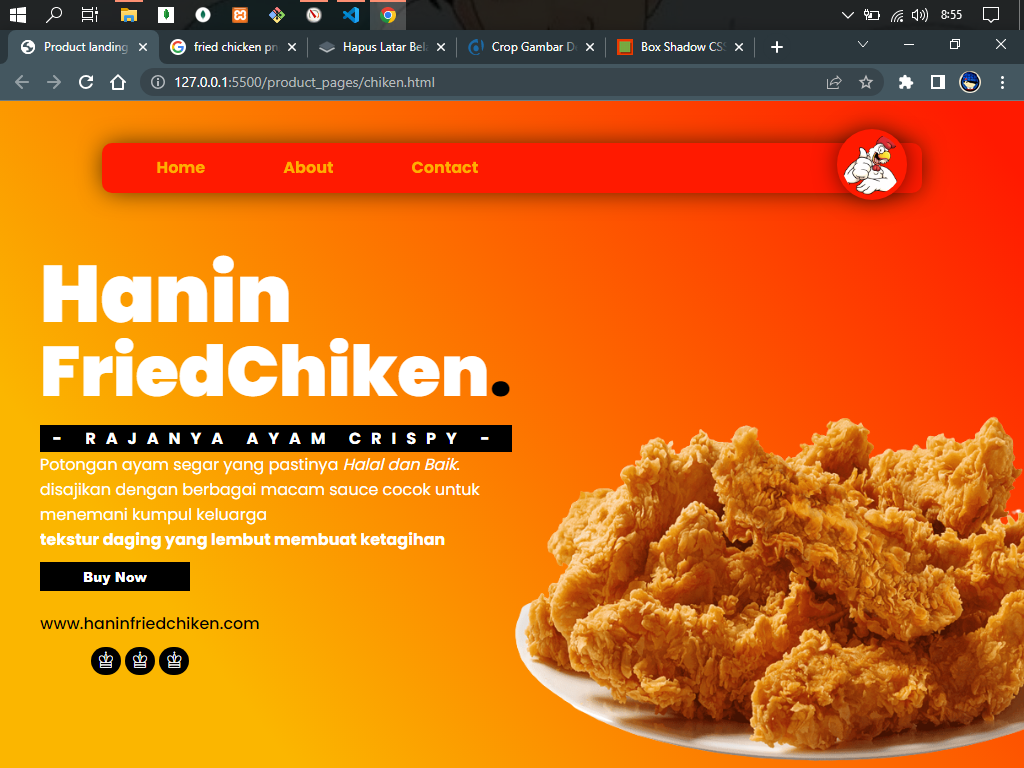 8:55
Product landing
fried chicken pn
Hapus Latar Bel
Crop Gambar D
Box Shadow CSS
127.0.0.1:5500/product_pages/chiken.html
Home About Contact
Hanin
FriedChiken.
- RAJANYA AYAM CRISPY -
Potongan ayam segar yang pastinya Halal dan Baik.
disajikan dengan berbagai macam sauce cocok untuk
menemani kumpul keluarga
tekstur daging yang lembut membuat ketagihan
Buy Now
www.haninfriedchiken.com